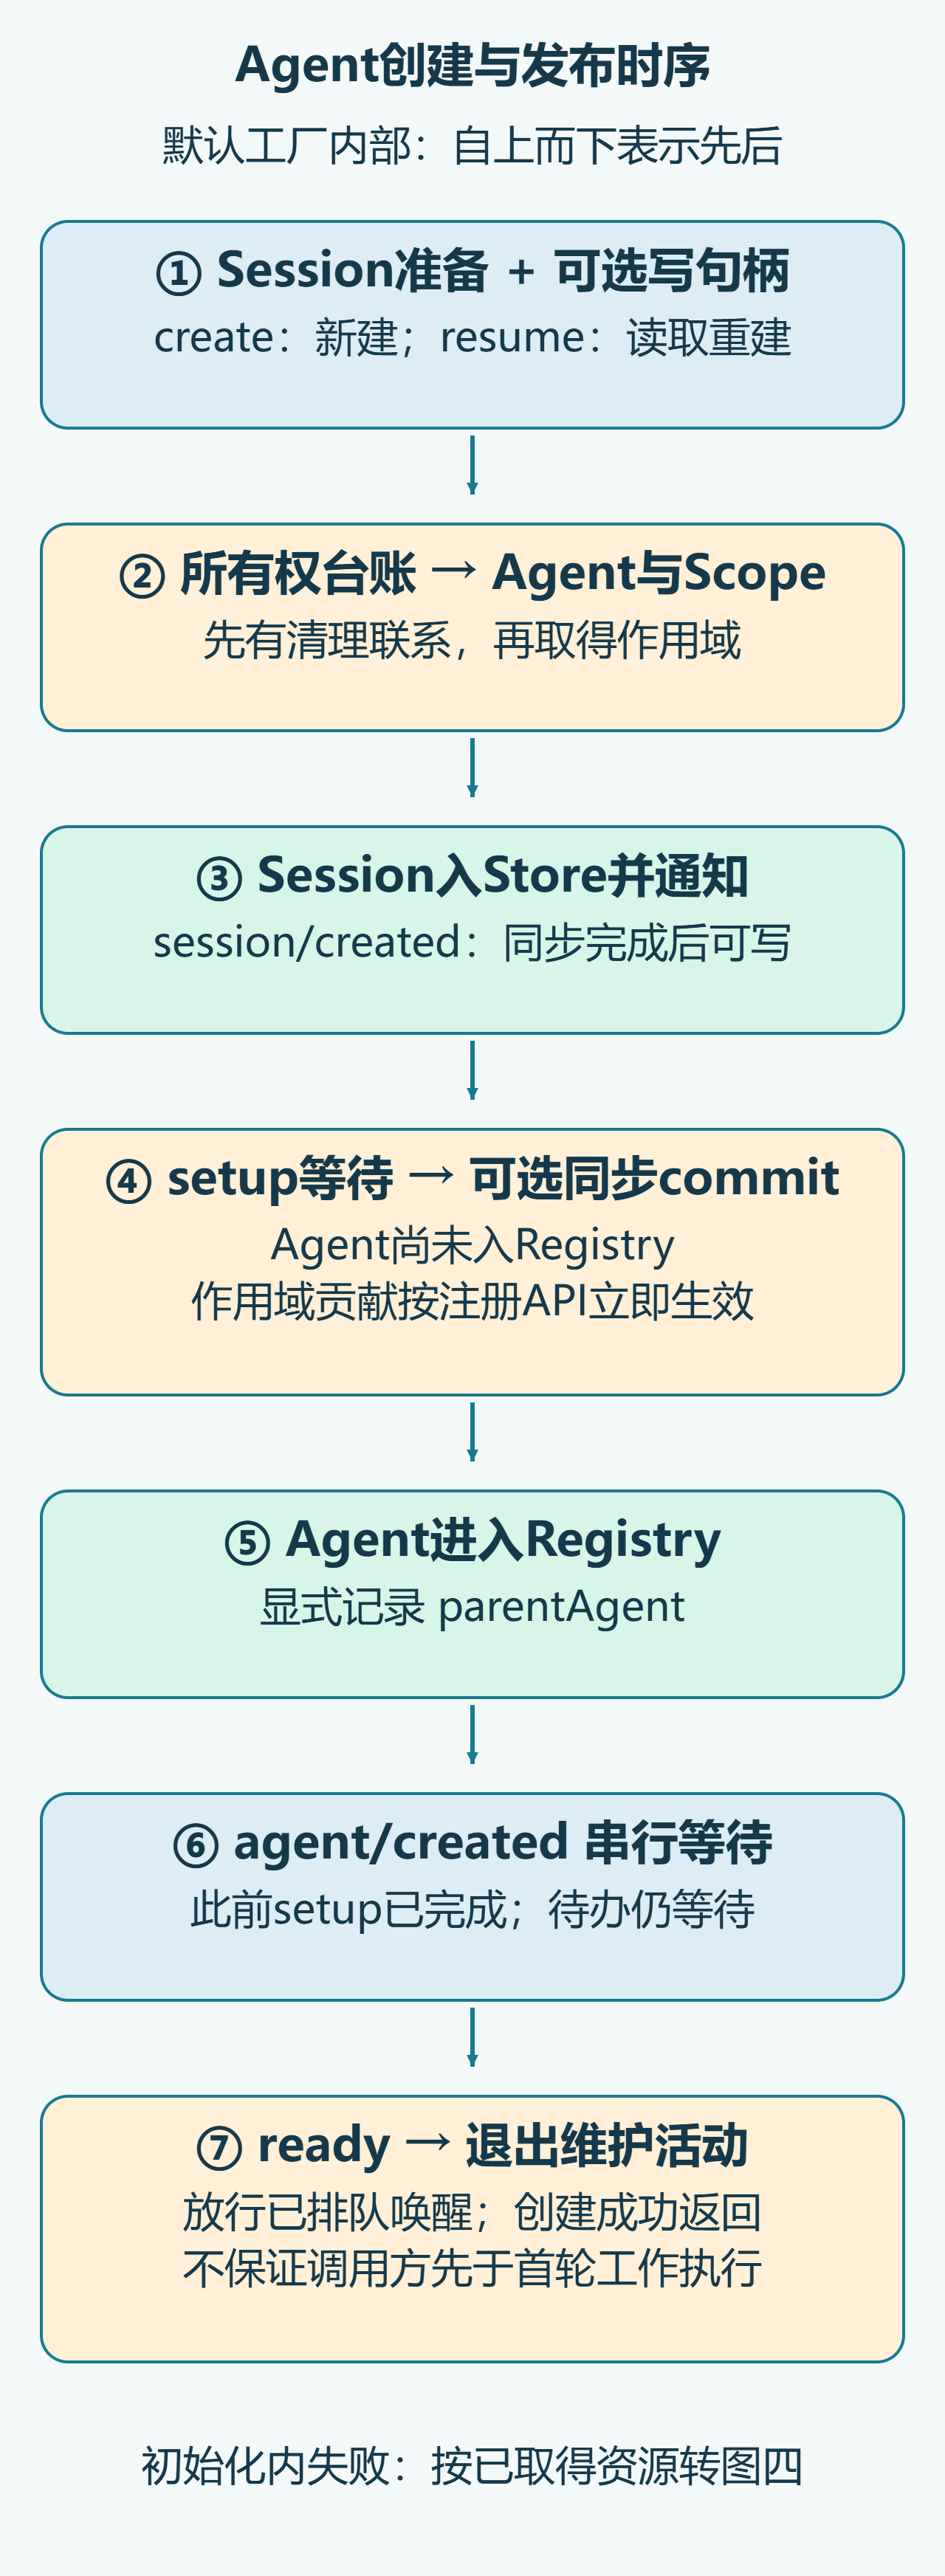 Agent创建与发布时序
默认工厂内部：自上而下表示先后
① Session准备 + 可选写句柄
create：新建；resume：读取重建
② 所有权台账 → Agent与Scope
先有清理联系，再取得作用域
③ Session入Store并通知
session/created：同步完成后可写
④ setup等待 → 可选同步commit
Agent尚未入Registry
作用域贡献按注册API立即生效
⑤ Agent进入Registry
显式记录 parentAgent
⑥ agent/created 串行等待
此前setup已完成；待办仍等待
⑦ ready → 退出维护活动
放行已排队唤醒；创建成功返回
不保证调用方先于首轮工作执行
初始化内失败：按已取得资源转图四